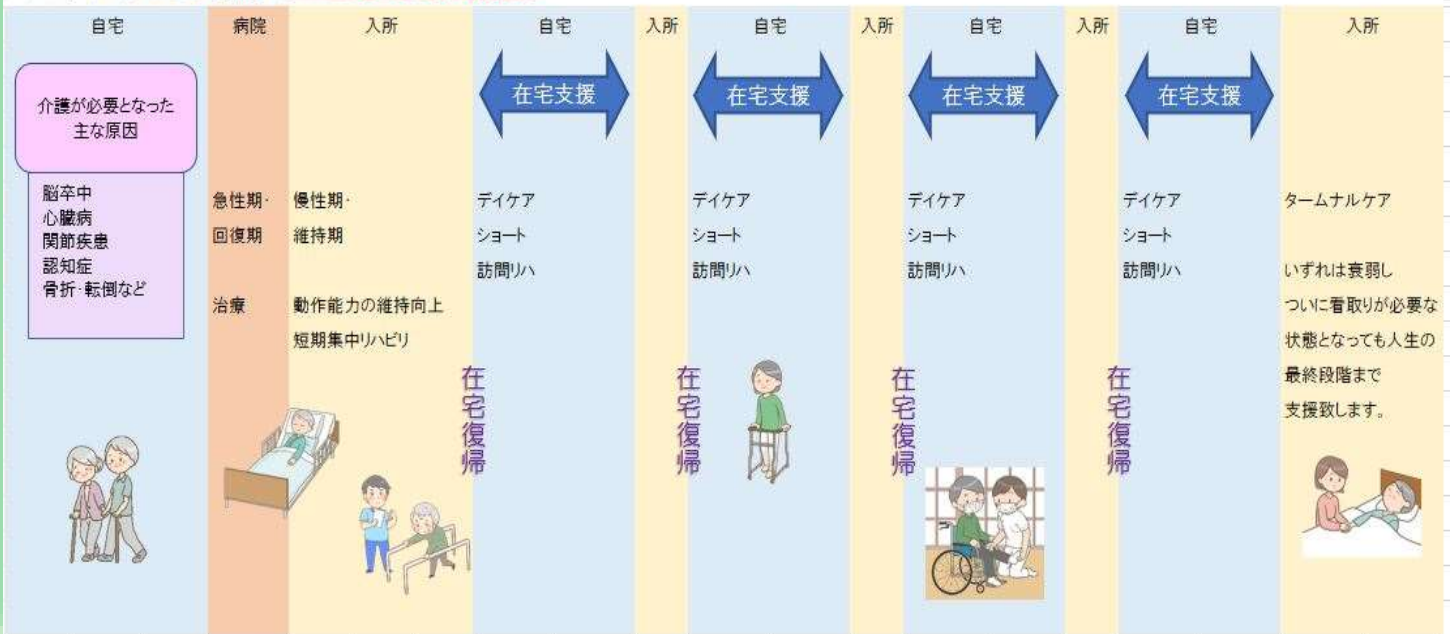 自宅
病院
入所
自宅
入所
自宅
入所
自宅
入所
自宅
入所
介護が必要となった
主な原因
脳卒中
心臓病
関節疾患
認知症
骨折・転倒など
急性期・
回復期
治療
慢性期・
維持期
動作能力の維持向上
短期集中リハビリ
在宅復帰
在宅支援
デイケア
ショート
訪問リハ
在宅復帰
在宅支援
デイケア
ショート
訪問リハ
在宅復帰
在宅支援
デイケア
ショート
訪問リハ
在宅復帰
在宅支援
デイケア
ショート
訪問リハ
タームナルケア
いずれは衰弱し
ついに看取りが必要な
状態となっても人生の
最終段階まで
支援致します。